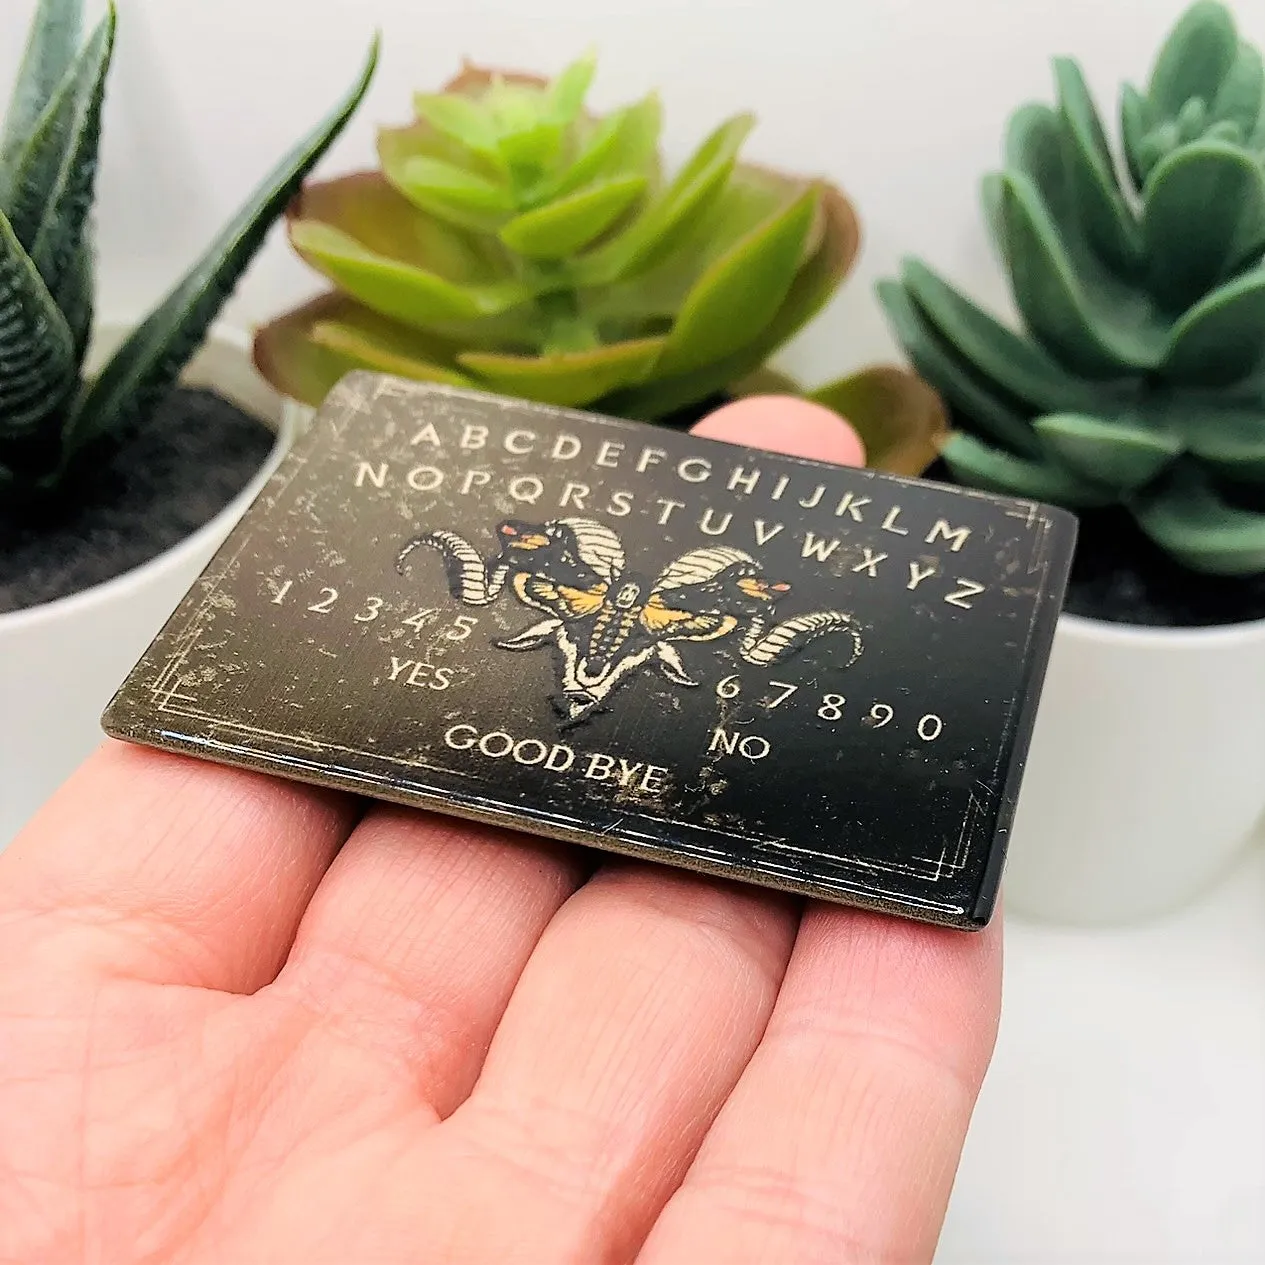 A B C D E F G H I J K L M
N O P Q R S T U V W X Y Z
1 2 3 4 5
6 7 8 9 0
YES
NO
GOOD BYE